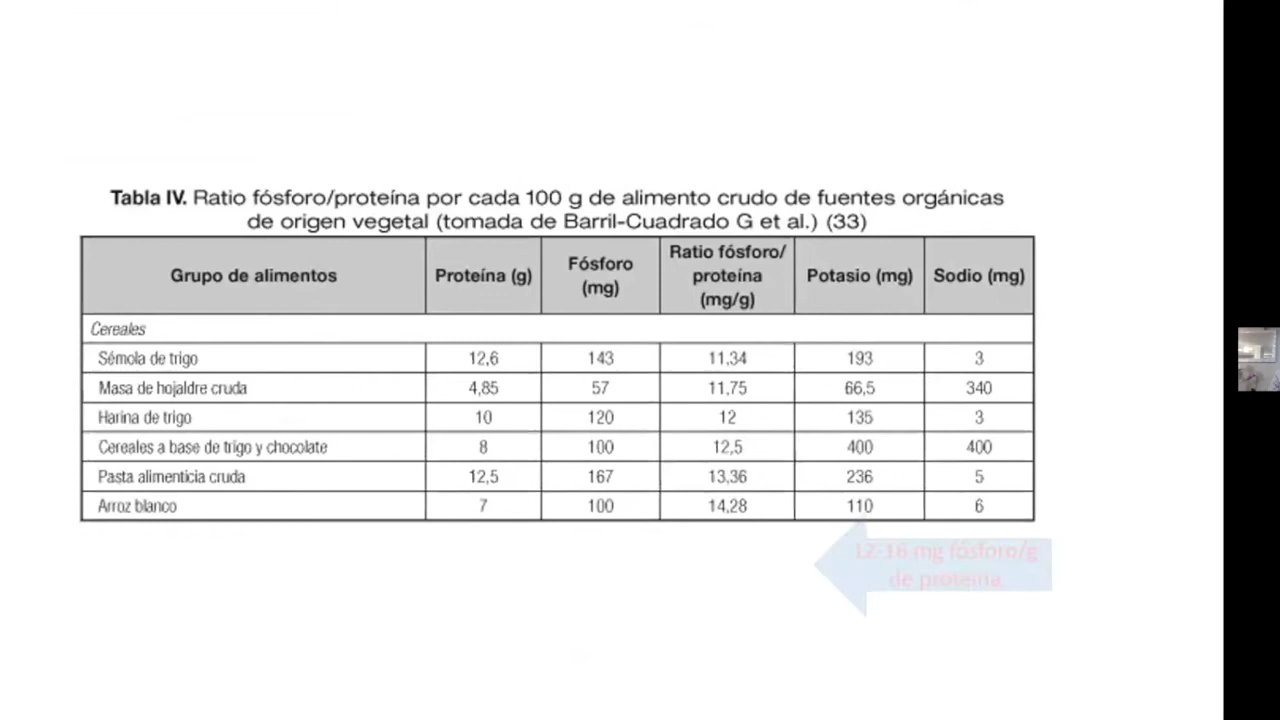 Tabla IV. Ratio fósforo/proteína por cada 100 g de alimento crudo de fuentes orgánicas
de origen vegetal (tomada de Barril-Cuadrado G et al.) (33)
Grupo de alimentos Proteína (g) Fósforo (mg) Ratio fósforo/ proteína (mg/g) Potasio (mg) Sodio (mg)
Cereales
Sémola de trigo 12,6 143 11,34 193 3
Masa de hojaldre cruda 4,85 57 11,75 66,5 340
Harina de trigo 10 120 12 135 3
Cereales a base de trigo y chocolate 8 100 12,5 400 400
Pasta alimenticia cruda 12,5 167 13,36 236 5
Arroz blanco 7 100 14,28 110 6
12-16 mg fósforo/g
de proteína